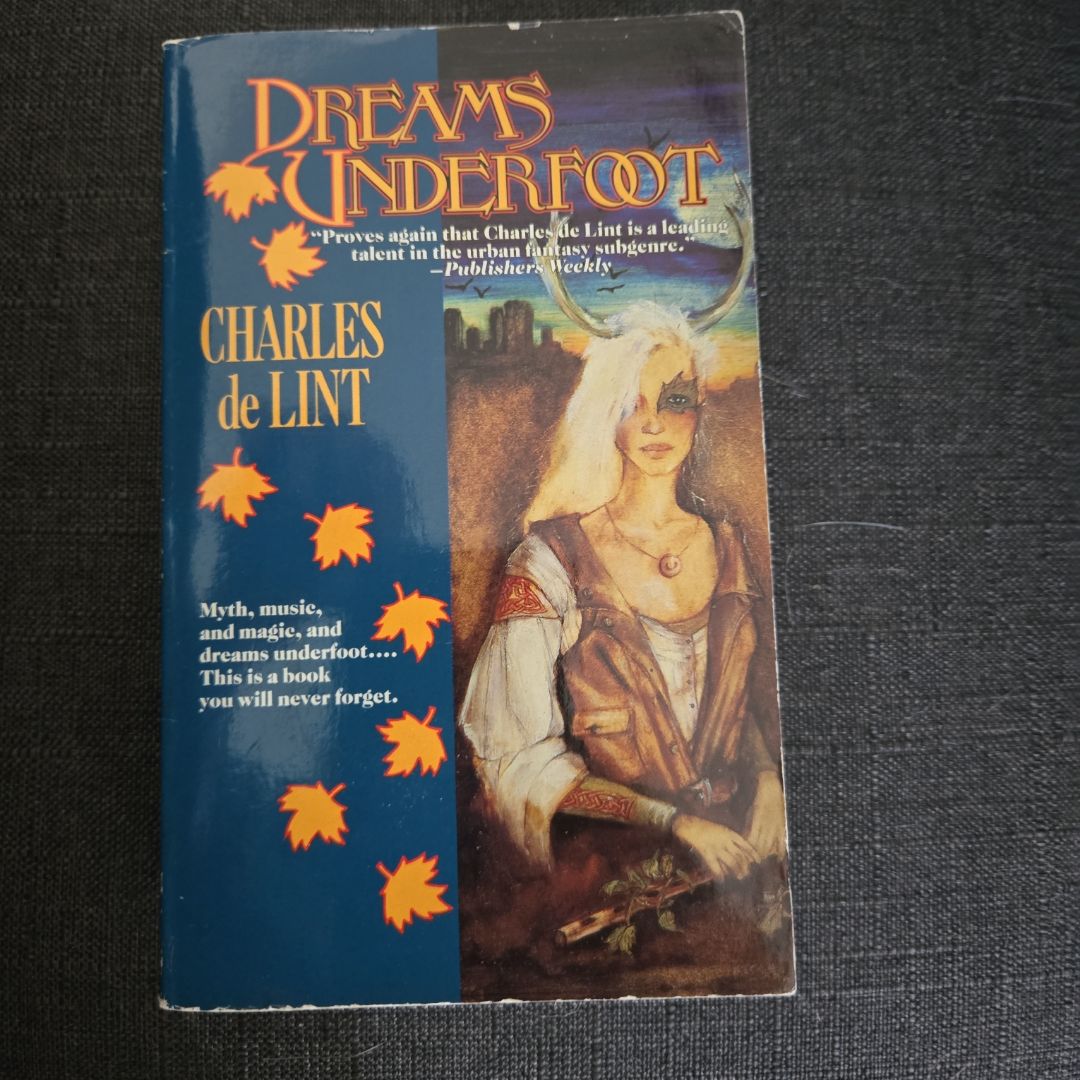 DREAMS
UNDERFOOT
"Proves again that Charles de Lint is a leading
talent in the urban fantasy subgenre."
—Publishers Weekly
CHARLES
de LINT
Myth, music,
and magic, and
dreams underfoot....
This is a book
you will never forget.